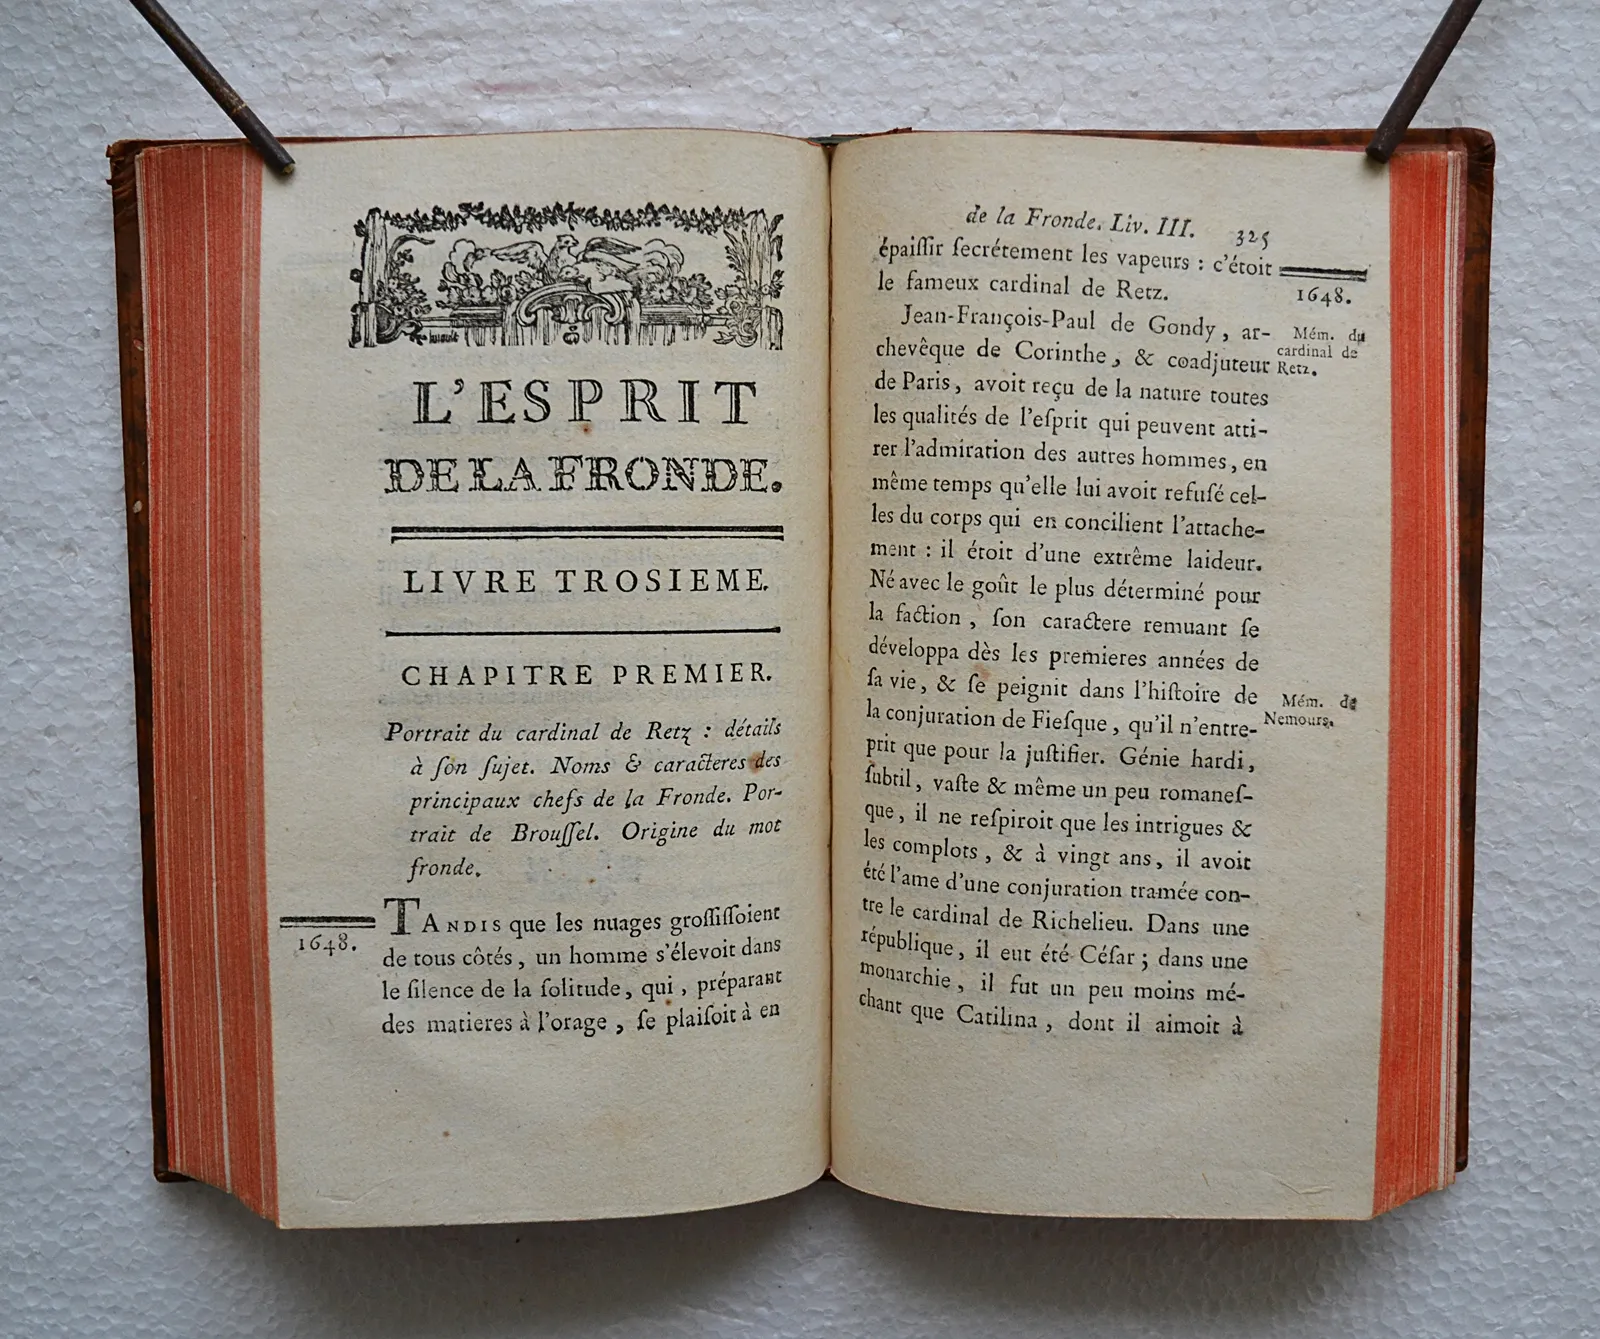 L'ESPRIT
DE LA FRONDE.
LIVRE TROSIEME.
CHAPITRE PREMIER.
Portrait du cardinal de Retz : détails
à ſon ſujet. Noms & caracteres des
principaux chefs de la Fronde. Por-
trait de Brouſſel. Origine du mot
fronde.
1648.
TANDIS que les nuages groſſiſſoient
de tous côtés, un homme s'élevoit dans
le ſilence de la ſolitude, qui, préparant
des matieres à l'orage, ſe plaiſoit à en
de la Fronde. Liv. III. 325
épaiſſir ſecrétement les vapeurs : c'étoit
le fameux cardinal de Retz.
1648.
Jean-François-Paul de Gondy, ar-
chevêque de Corinthe, & coadjuteur
Mém. du
cardinal de
Retz.
de Paris, avoit reçu de la nature toutes
les qualités de l'eſprit qui peuvent atti-
rer l'admiration des autres hommes, en
même temps qu'elle lui avoit refuſé cel-
les du corps qui en concilient l'attache-
ment : il étoit d'une extrême laideur.
Né avec le goût le plus déterminé pour
la faction, ſon caractere remuant ſe
développa dès les premieres années de
ſa vie, & ſe peignit dans l'hiſtoire de
la conjuration de Fieſque, qu'il n'entre-
Mém. de
Nemours.
prit que pour la juſtifier. Génie hardi,
ſubtil, vaſte & même un peu romaneſ-
que, il ne reſpiroit que les intrigues &
les complots, & à vingt ans, il avoit
été l'ame d'une conjuration tramée con-
tre le cardinal de Richelieu. Dans une
république, il eut été Céſar ; dans une
monarchie, il fut un peu moins mé-
chant que Catilina, dont il aimoit à